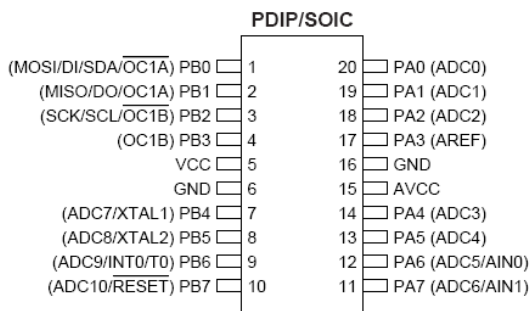 PDIP/SOIC
(MOSI/DI/SDA/OC1A) PB0 1 20 PA0 (ADC0)
(MISO/DO/OC1A) PB1 2 19 PA1 (ADC1)
(SCK/SCL/OC1B) PB2 3 18 PA2 (ADC2)
(OC1B) PB3 4 17 PA3 (AREF)
VCC 5 16 GND
GND 6 15 AVCC
(ADC7/XTAL1) PB4 7 14 PA4 (ADC3)
(ADC8/XTAL2) PB5 8 13 PA5 (ADC4)
(ADC9/INT0/T0) PB6 9 12 PA6 (ADC5/AIN0)
(ADC10/RESET) PB7 10 11 PA7 (ADC6/AIN1)